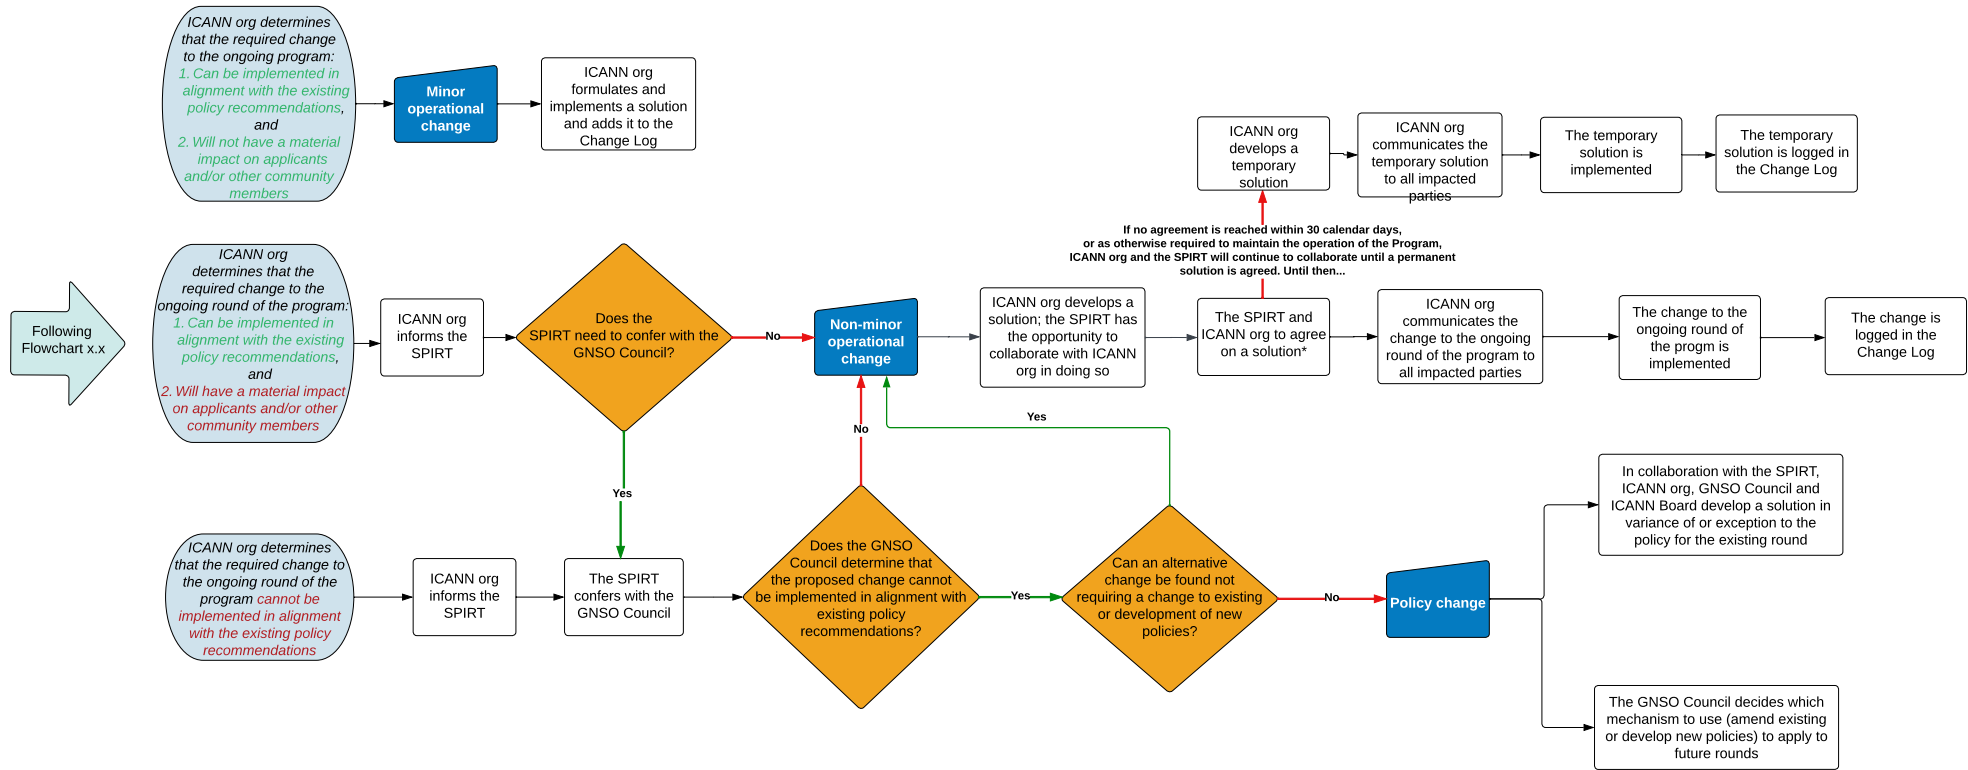 ICANN org determines
that the required change
to the ongoing program:
1. Can be implemented in
alignment with the existing
policy recommendations,
and
2. Will not have a material
impact on applicants
and/or other community
members
Minor
operational
change
ICANN org
formulates and
implements a solution
and adds it to the
Change Log
ICANN org
develops a
temporary
solution
ICANN org
communicates the
temporary solution
to all impacted
parties
The temporary
solution is
implemented
The temporary
solution is logged in
the Change Log
If no agreement is reached within 30 calendar days,
or as otherwise required to maintain the operation of the Program,
ICANN org and the SPIRT will continue to collaborate until a permanent
solution is agreed. Until then...
Following
Flowchart x.x
ICANN org
determines that the
required change to the
ongoing round of the program:
1. Can be implemented in
alignment with the existing
policy recommendations,
and
2. Will have a material impact
on applicants and/or other
community members
ICANN org
informs the
SPIRT
Does the
SPIRT need to confer with the
GNSO Council?
No
Non-minor
operational
change
ICANN org develops a
solution; the SPIRT has
the opportunity to
collaborate with ICANN
org in doing so
The SPIRT and
ICANN org to agree
on a solution*
ICANN org
communicates the
change to the ongoing
round of the program to
all impacted parties
The change to the
ongoing round of
the progm is
implemented
The change is
logged in the
Change Log
Yes
No
Yes
ICANN org determines
that the required change to
the ongoing round of the
program cannot be
implemented in alignment
with the existing policy
recommendations
ICANN org
informs the
SPIRT
The SPIRT
confers with the
GNSO Council
Does the GNSO
Council determine that
the proposed change cannot
be implemented in alignment with
existing policy
recommendations?
Yes
Can an alternative
change be found not
requiring a change to existing
or development of new
policies?
No
Policy change
In collaboration with the SPIRT,
ICANN org, GNSO Council and
ICANN Board develop a solution in
variance of or exception to the
policy for the existing round
The GNSO Council decides which
mechanism to use (amend existing
or develop new policies) to apply to
future rounds